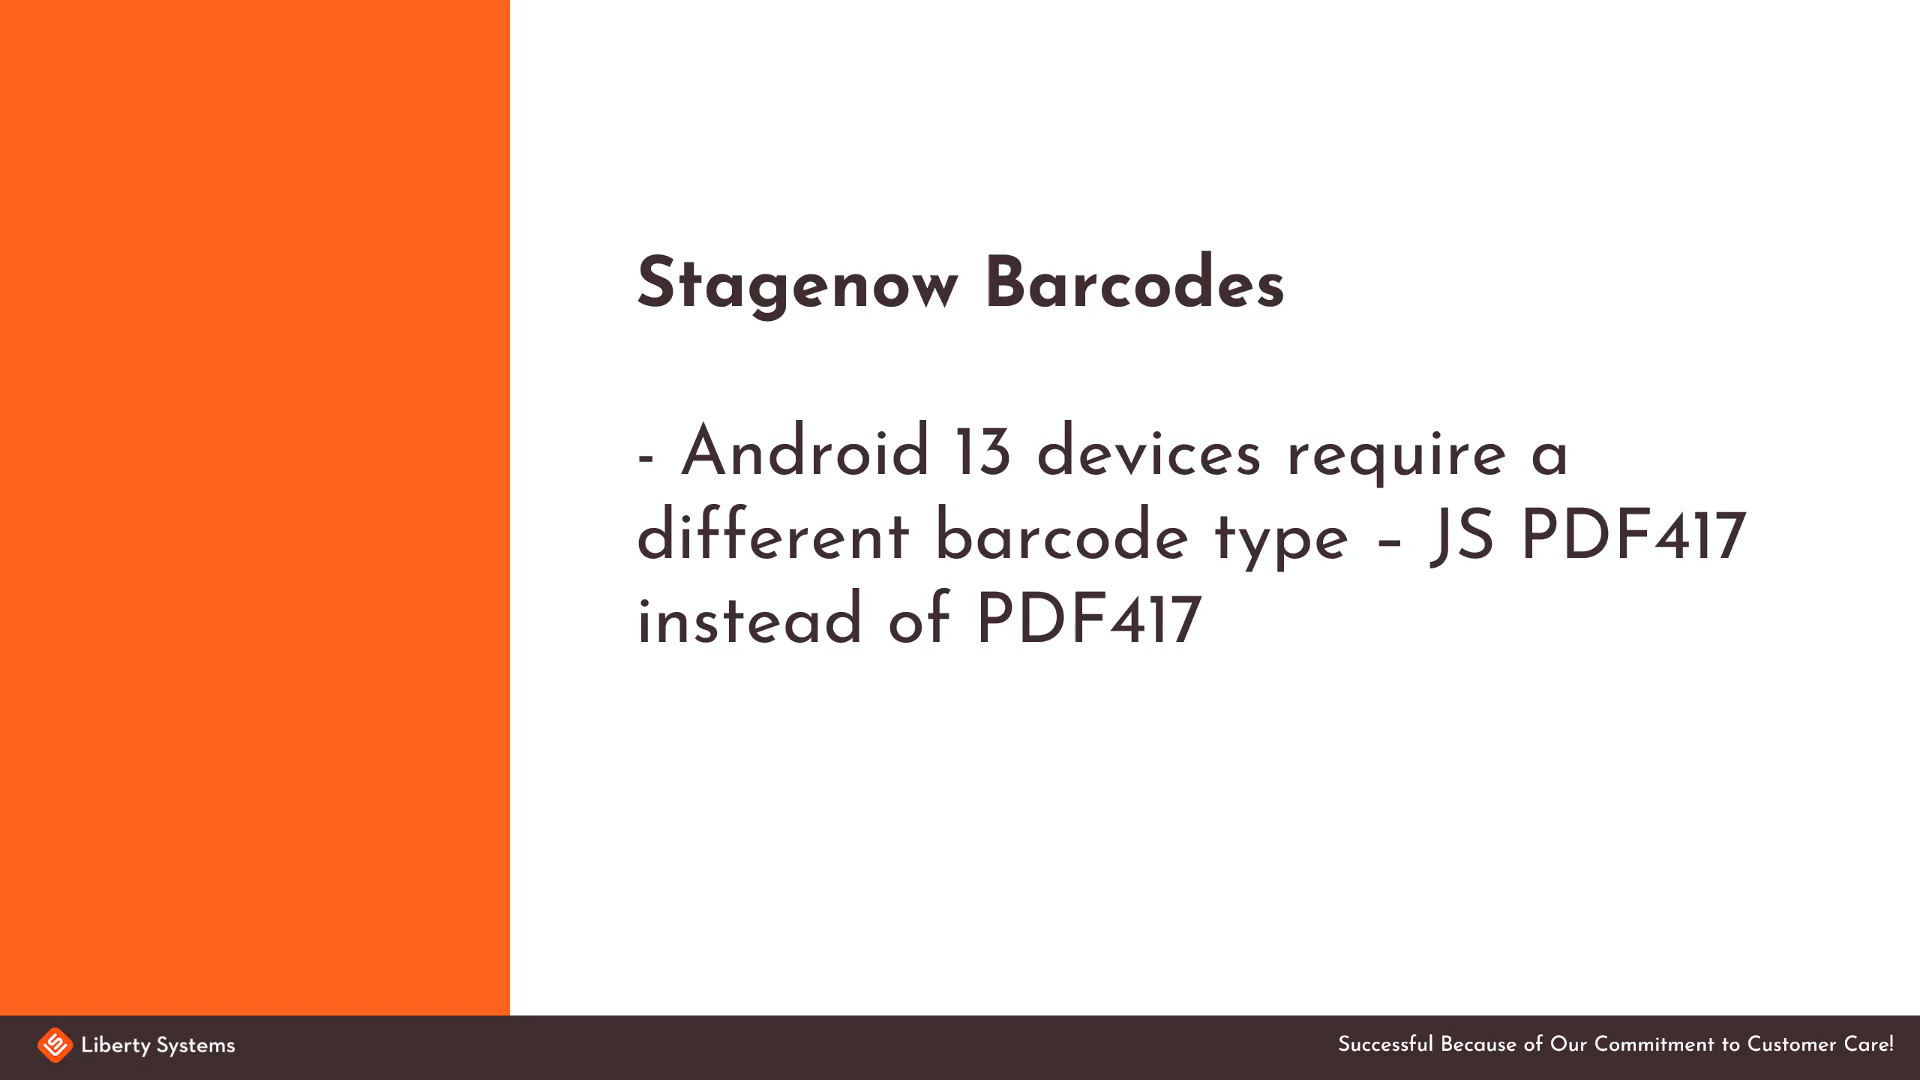 Stagenow Barcodes
- Android 13 devices require a
different barcode type – JS PDF417
instead of PDF417
Liberty Systems
Successful Because of Our Commitment to Customer Care!